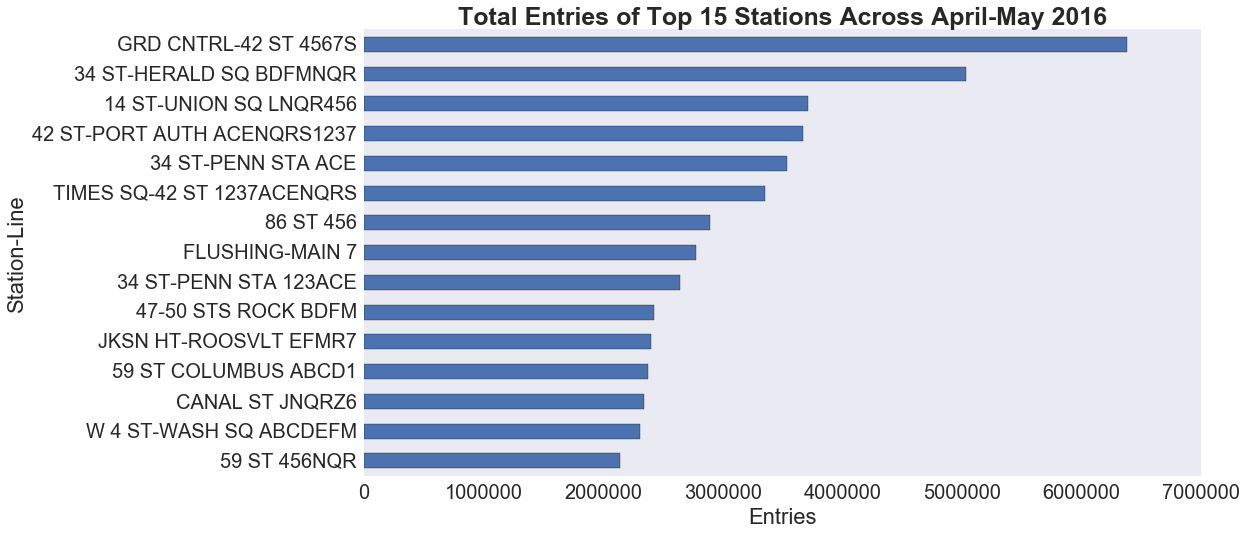 Total Entries of Top 15 Stations Across April-May 2016
Station-Line
GRD CNTRL-42 ST 4567S
34 ST-HERALD SQ BDFMNQR
14 ST-UNION SQ LNQR456
42 ST-PORT AUTH ACENQRS1237
34 ST-PENN STA ACE
TIMES SQ-42 ST 1237ACENQRS
86 ST 456
FLUSHING-MAIN 7
34 ST-PENN STA 123ACE
47-50 STS ROCK BDFM
JKSN HT-ROOSVLT EFMR7
59 ST COLUMBUS ABCD1
CANAL ST JNQRZ6
W 4 ST-WASH SQ ABCDEFM
59 ST 456NQR
0 1000000 2000000 3000000 4000000 5000000 6000000 7000000
Entries